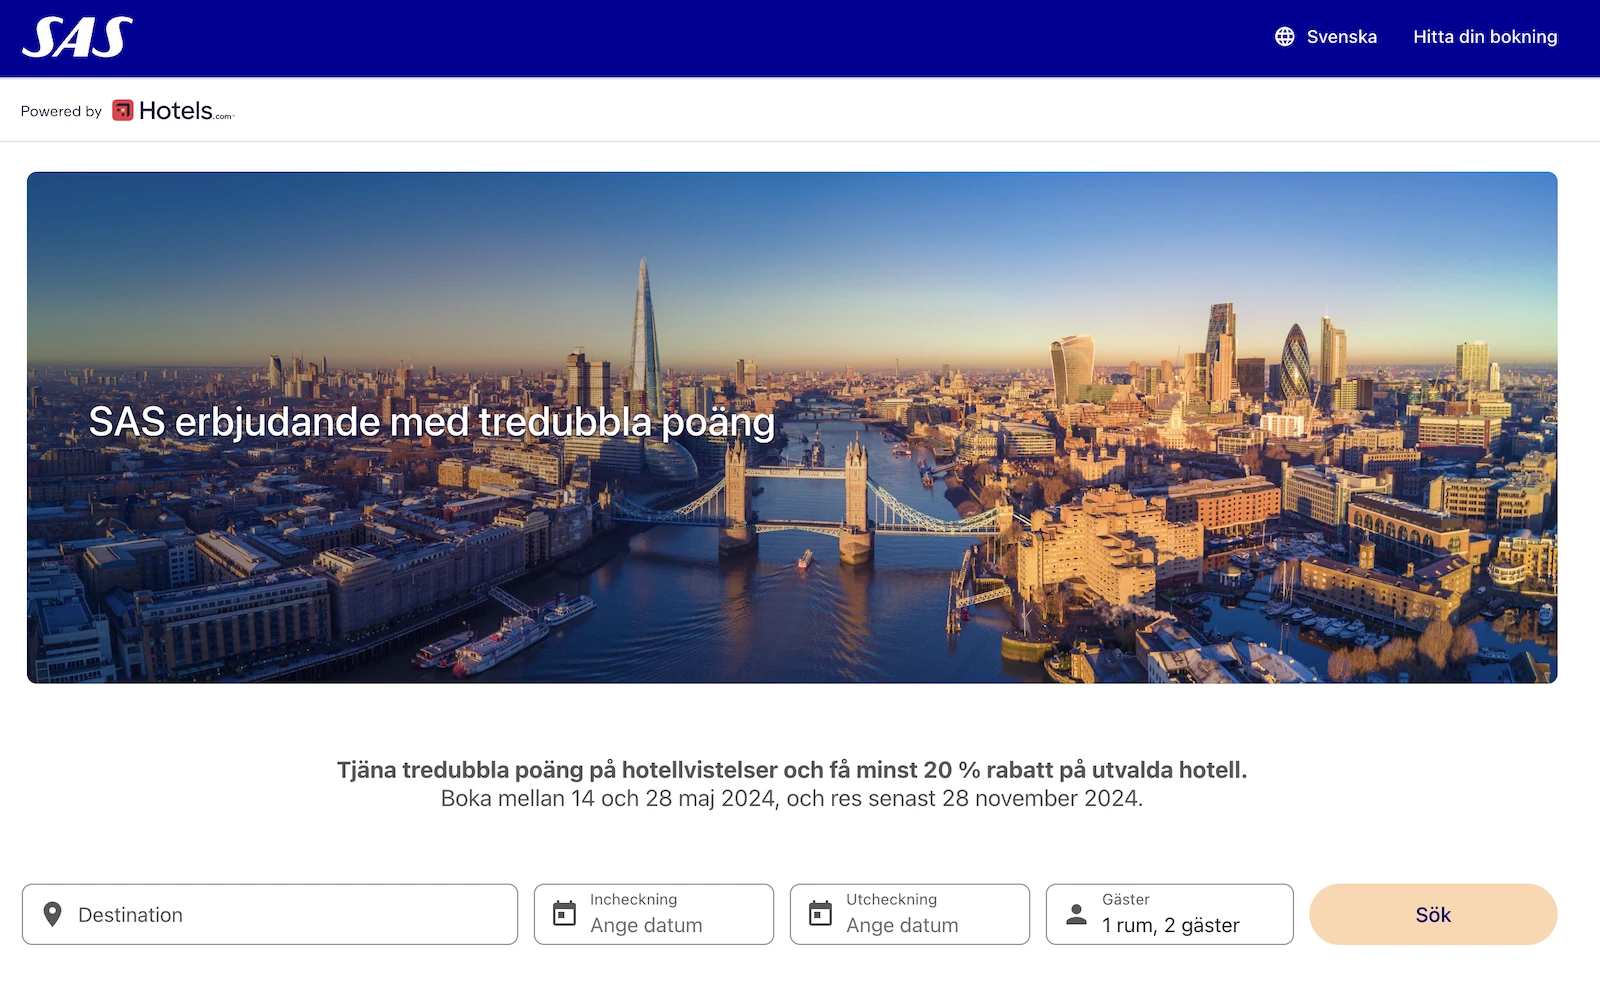 SAS
Svenska
Hitta din bokning
Powered by Hotels.com
SAS erbjudande med tredubbla poäng
Tjäna tredubbla poäng på hotellvistelser och få minst 20 % rabatt på utvalda hotell.
Boka mellan 14 och 28 maj 2024, och res senast 28 november 2024.
Destination
Incheckning
Ange datum
Utcheckning
Ange datum
Gäster
1 rum, 2 gäster
Sök